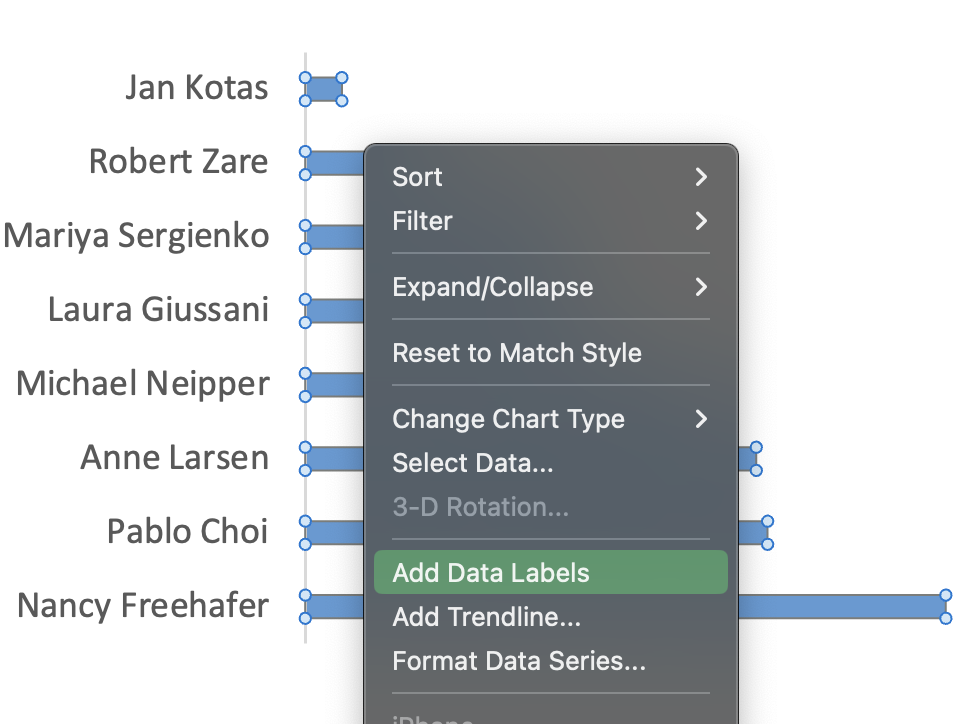 Jan Kotas
Robert Zare
Mariya Sergienko
Laura Giussani
Michael Neipper
Anne Larsen
Pablo Choi
Nancy Freehafer
Sort
Filter
Expand/Collapse
Reset to Match Style
Change Chart Type
Select Data...
3-D Rotation...
Add Data Labels
Add Trendline...
Format Data Series...
iPhone